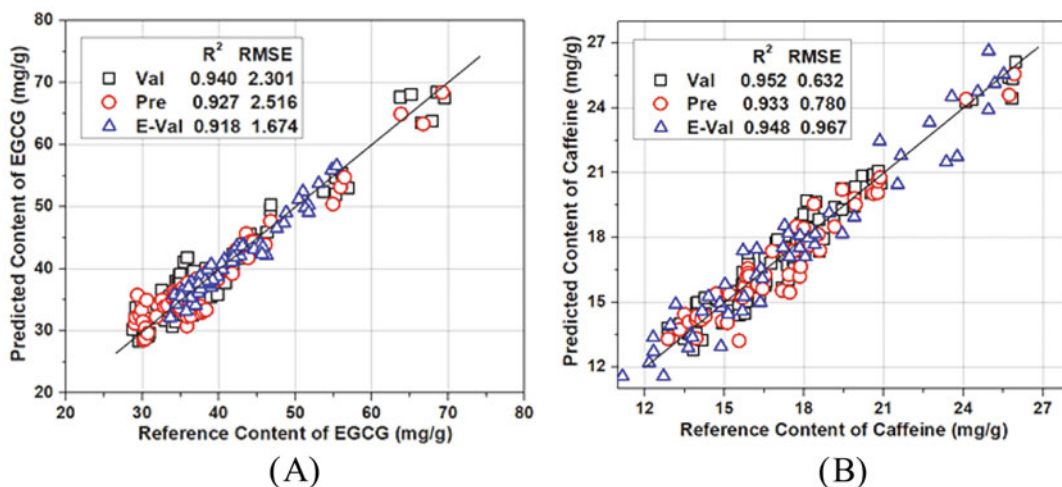 80
70
60
50
40
30
20
Predicted Content of EGCG (mg/g)
R² RMSE
Val 0.940 2.301
Pre 0.927 2.516
E-Val 0.918 1.674
20 30 40 50 60 70 80
Reference Content of EGCG (mg/g)
(A)
27
24
21
18
15
12
Predicted Content of Caffeine (mg/g)
R² RMSE
Val 0.952 0.632
Pre 0.933 0.780
E-Val 0.948 0.967
12 15 18 21 24 27
Reference Content of Caffeine (mg/g)
(B)